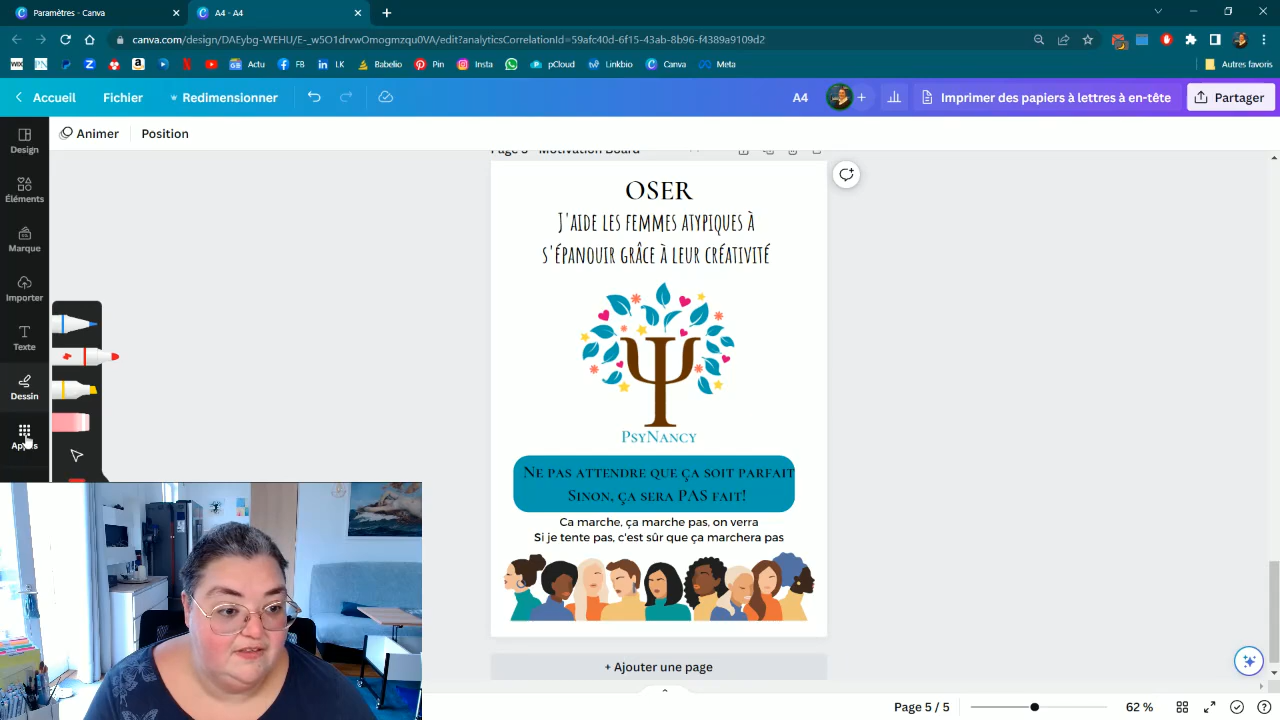 Paramètres - Canva
A4 - A4
canva.com/design/DAEybg-WEHU/E-_w5O1drvwOmogmzqu0VA/edit?analyticsCorrelationId=59afc40d-6f15-43ab-8b96-f4389a9109d2
WIX
Actu
FB
LK
Babelio
Pin
Insta
pCloud
Linkbio
Canva
Meta
Autres favoris
Accueil
Fichier
Redimensionner
A4
Imprimer des papiers à lettres à en-tête
Partager
Design
Éléments
Marque
Importer
Texte
Dessin
Animer
Position
Page 5 - Motivation Board
OSER
J'AIDE LES FEMMES ATYPIQUES À
S'ÉPANOUIR GRÂCE À LEUR CRÉATIVITÉ
Ψ
PSYNANCY
NE PAS ATTENDRE QUE ÇA SOIT PARFAIT
SINON, ÇA SERA PAS FAIT!
Ca marche, ça marche pas, on verra
Si je tente pas, c'est sûr que ça marchera pas
+ Ajouter une page
Page 5 / 5
62 %